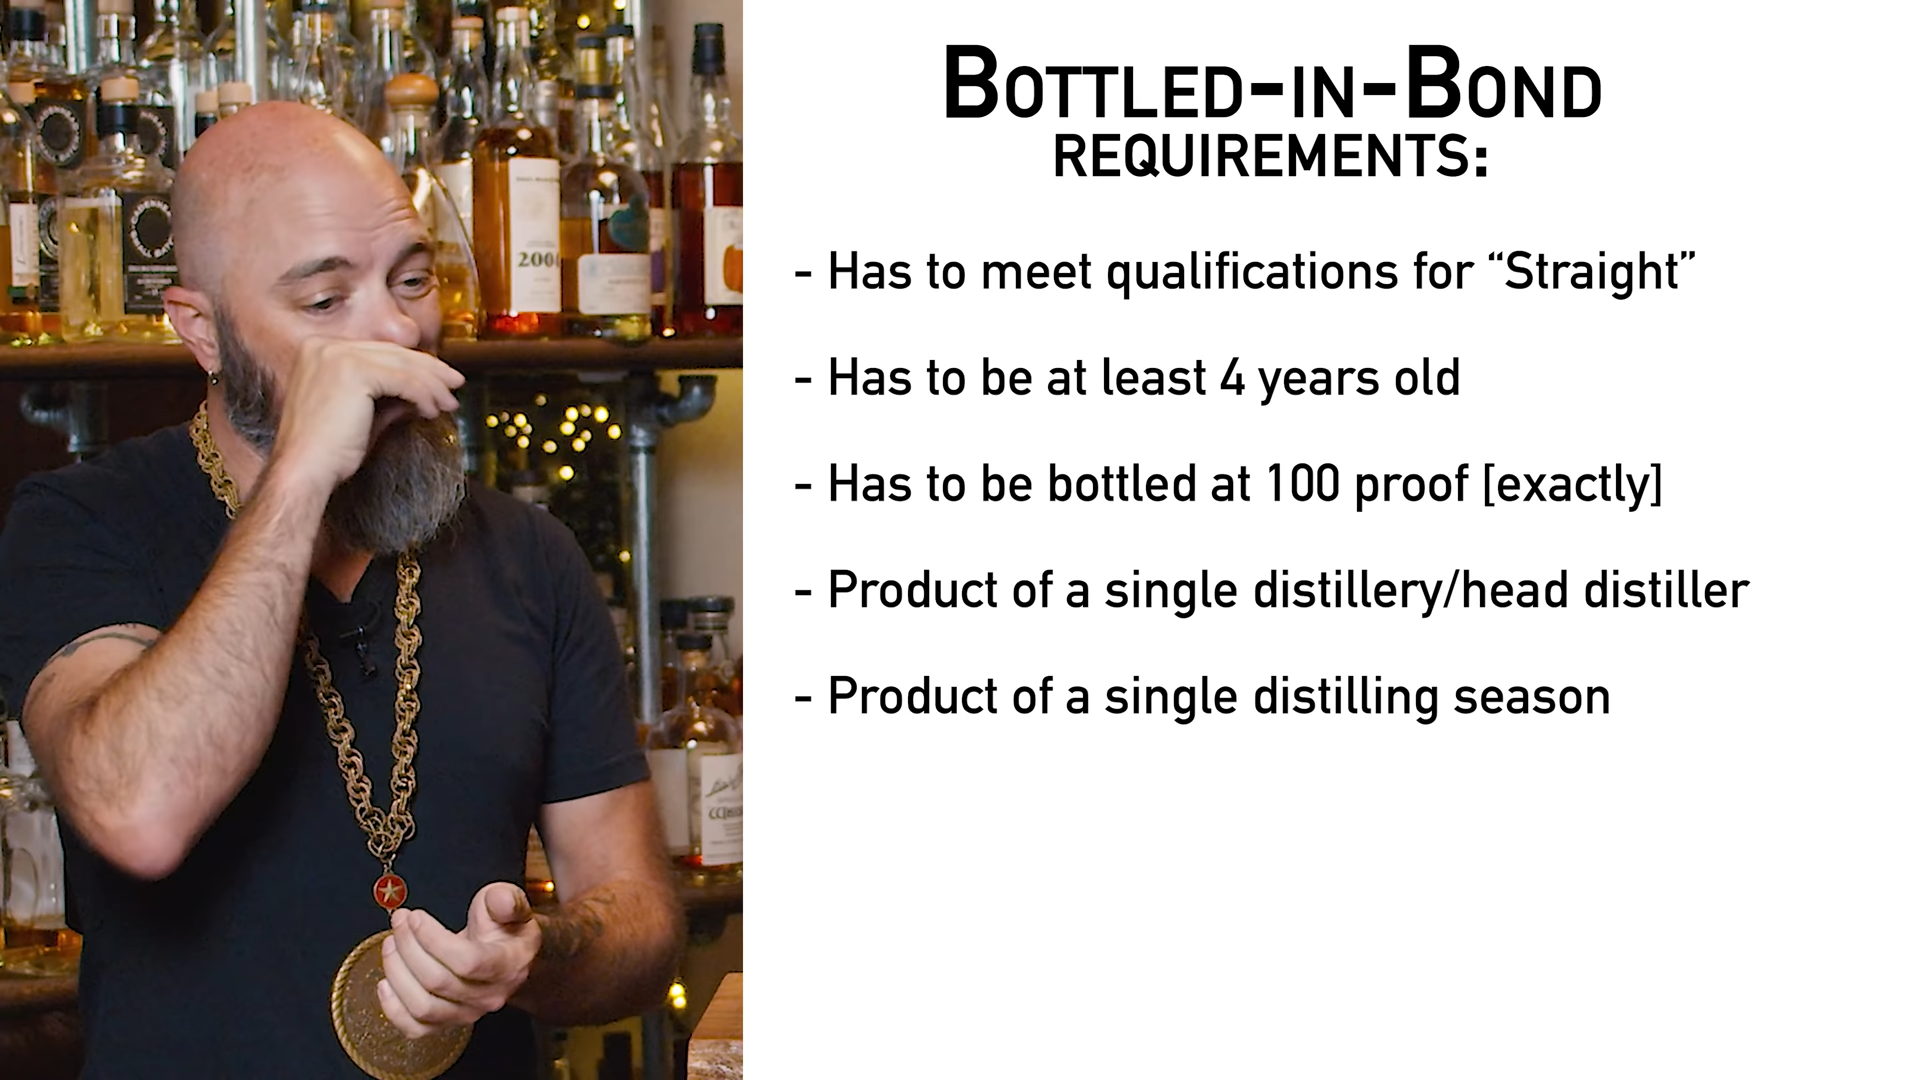 BOTTLED-IN-BOND
REQUIREMENTS:
- Has to meet qualifications for “Straight”
- Has to be at least 4 years old
- Has to be bottled at 100 proof [exactly]
- Product of a single distillery/head distiller
- Product of a single distilling season